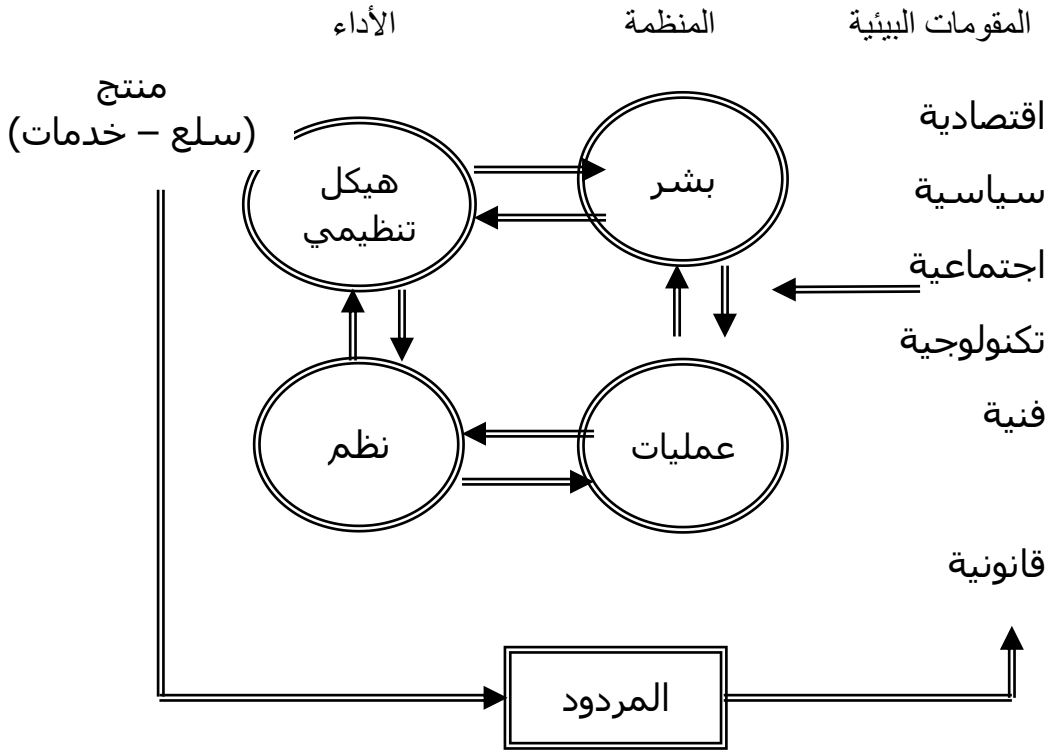 المقومات البيئية
المنظمة
الأداء
منتج
(سلع – خدمات)
اقتصادية
سياسية
اجتماعية
تكنولوجية
فنية
قانونية
بشر
هيكل
تنظيمي
عمليات
نظم
المردود